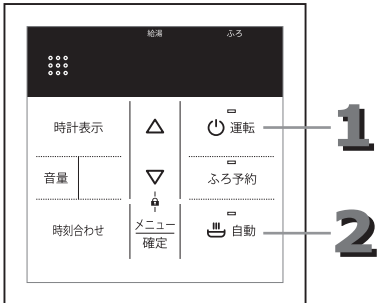 給湯 ふろ
時計表示 運転
1
音量 ふろ予約
時刻合わせ メニュー 確定 自動
2